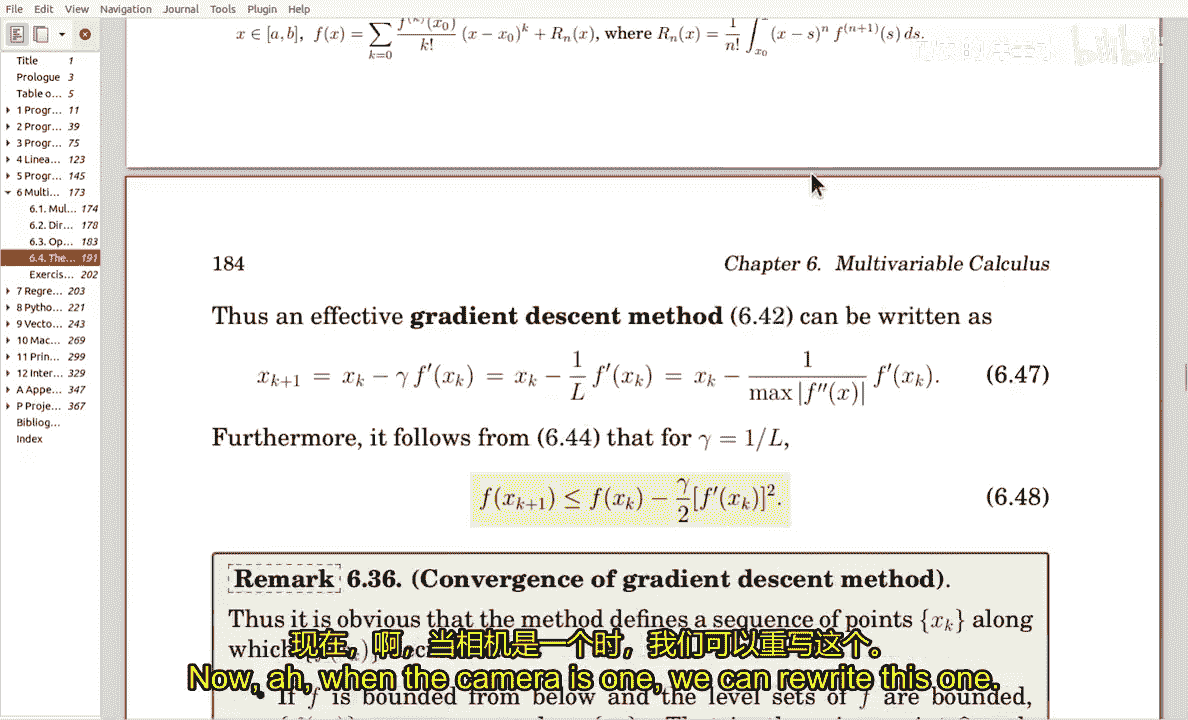 File Edit View Navigation Journal Tools Plugin Help
Title 1
Prologue 3
Table o... 5
1 Progr... 11
2 Progr... 39
3 Progr... 75
4 Linea... 123
5 Progr... 145
6 Multi... 173
6.1. Mul... 174
6.2. Dir... 178
6.3. Op... 183
6.4. The... 191
Exercis... 202
7 Regre... 203
8 Pytho... 221
9 Vecto... 243
10 Mac... 269
11 Prin... 299
12 Inter... 329
A Appe... 347
P Proje... 367
Bibliog...
Index
x ∈ [a, b], f(x) = ∑_{k=0} f^{(k)}(x_0)/k! (x − x_0)^k + R_n(x), where R_n(x) = 1/n! ∫_{x_0}^{x} (x − s)^n f^{(n+1)}(s) ds.
184 Chapter 6. Multivariable Calculus
Thus an effective gradient descent method (6.42) can be written as
x_{k+1} = x_k − γ f′(x_k) = x_k − 1/L f′(x_k) = x_k − 1/max |f″(x)| f′(x_k). (6.47)
Furthermore, it follows from (6.44) that for γ = 1/L,
f(x_{k+1}) ≤ f(x_k) − γ/2 [f′(x_k)]². (6.48)
Remark 6.36. (Convergence of gradient descent method).
Thus it is obvious that the method defines a sequence of points {x_k} along
which
现在，啊，当相机是一个时，我们可以重写这个。
Now, ah, when the camera is one, we can rewrite this one.
• If f is bounded from below and the level sets of f are bounded,